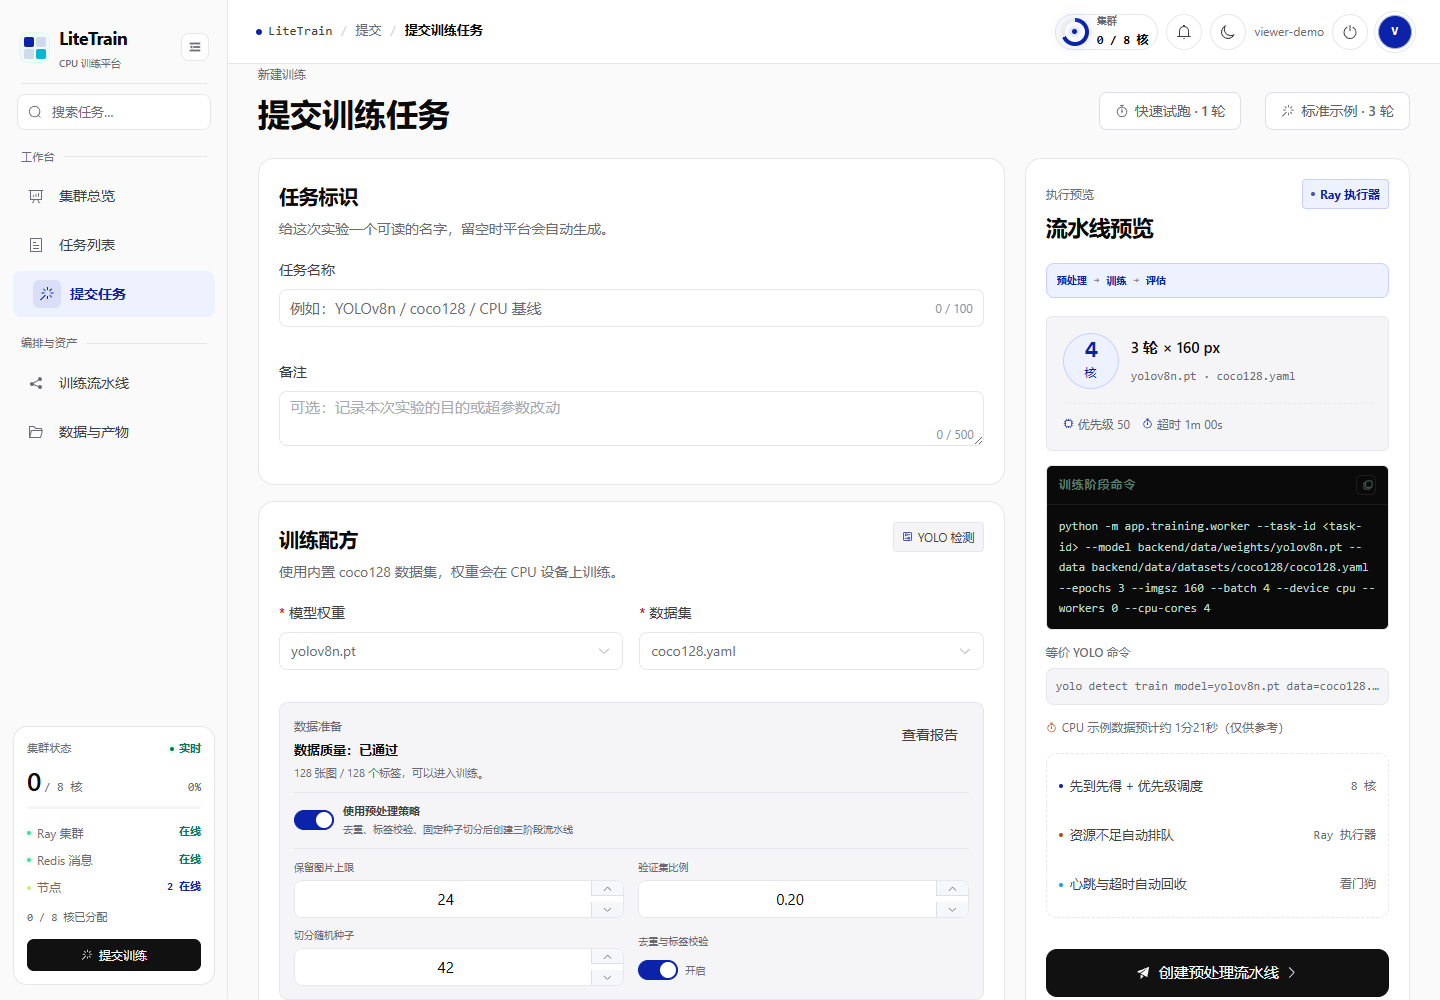 LiteTrain
CPU 训练平台
搜索任务...
工作台
集群总览
任务列表
提交任务
编排与资产
训练流水线
数据与产物
集群状态
实时
0 / 8 核
0%
Ray 集群
在线
Redis 消息
在线
节点
2 在线
0 / 8 核已分配
提交训练
LiteTrain / 提交 / 提交训练任务
集群
0 / 8 核
viewer-demo
V
新建训练
提交训练任务
快速试跑 · 1 轮
标准示例 · 3 轮
任务标识
给这次实验一个可读的名字，留空时平台会自动生成。
任务名称
例如：YOLOv8n / coco128 / CPU 基线
0 / 100
备注
可选：记录本次实验的目的或超参数改动
0 / 500
训练配方
YOLO 检测
使用内置 coco128 数据集，权重会在 CPU 设备上训练。
* 模型权重
* 数据集
yolov8n.pt
coco128.yaml
数据准备
数据质量：已通过
128 张图 / 128 个标签，可以进入训练。
查看报告
使用预处理策略
去重、标签校验、固定种子切分后创建三阶段流水线
保留图片上限
验证集比例
24
0.20
切分随机种子
去重与标签校验
42
开启
执行预览
Ray 执行器
流水线预览
预处理 → 训练 → 评估
4
核
3 轮 × 160 px
yolov8n.pt · coco128.yaml
优先级 50
超时 1m 00s
训练阶段命令
python -m app.training.worker --task-id <task-
id> --model backend/data/weights/yolov8n.pt --
data backend/data/datasets/coco128/coco128.yaml
--epochs 3 --imgsz 160 --batch 4 --device cpu --
workers 0 --cpu-cores 4
等价 YOLO 命令
yolo detect train model=yolov8n.pt data=coco128.…
CPU 示例数据预计约 1分21秒（仅供参考）
先到先得 + 优先级调度
8 核
资源不足自动排队
Ray 执行器
心跳与超时自动回收
看门狗
创建预处理流水线